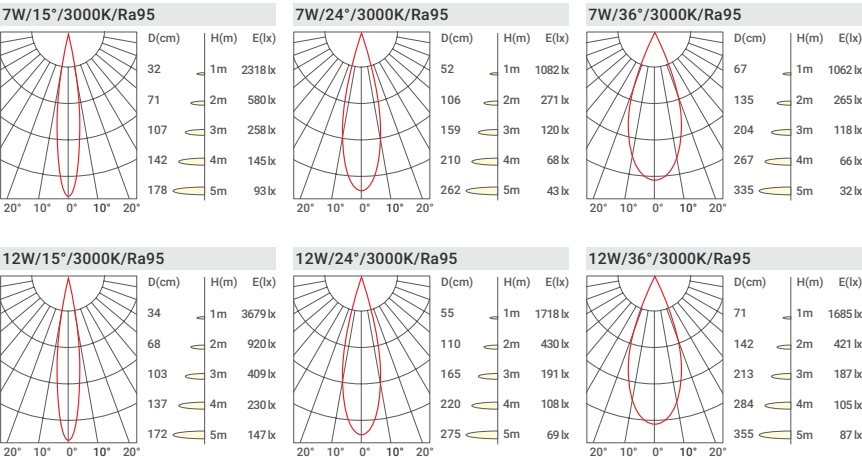 7W/15°/3000K/Ra95
D(cm) H(m) E(lx)
32 1m 2318 lx
71 2m 580 lx
107 3m 258 lx
142 4m 145 lx
178 5m 93 lx
20° 10° 0° 10° 20°
7W/24°/3000K/Ra95
D(cm) H(m) E(lx)
52 1m 1082 lx
106 2m 271 lx
159 3m 120 lx
210 4m 68 lx
262 5m 43 lx
20° 10° 0° 10° 20°
7W/36°/3000K/Ra95
D(cm) H(m) E(lx)
67 1m 1062 lx
135 2m 265 lx
204 3m 118 lx
267 4m 66 lx
335 5m 32 lx
20° 10° 0° 10° 20°
12W/15°/3000K/Ra95
D(cm) H(m) E(lx)
34 1m 3679 lx
68 2m 920 lx
103 3m 409 lx
137 4m 230 lx
172 5m 147 lx
20° 10° 0° 10° 20°
12W/24°/3000K/Ra95
D(cm) H(m) E(lx)
55 1m 1718 lx
110 2m 430 lx
165 3m 191 lx
220 4m 108 lx
275 5m 69 lx
20° 10° 0° 10° 20°
12W/36°/3000K/Ra95
D(cm) H(m) E(lx)
71 1m 1685 lx
142 2m 421 lx
213 3m 187 lx
284 4m 105 lx
355 5m 87 lx
20° 10° 0° 10° 20°